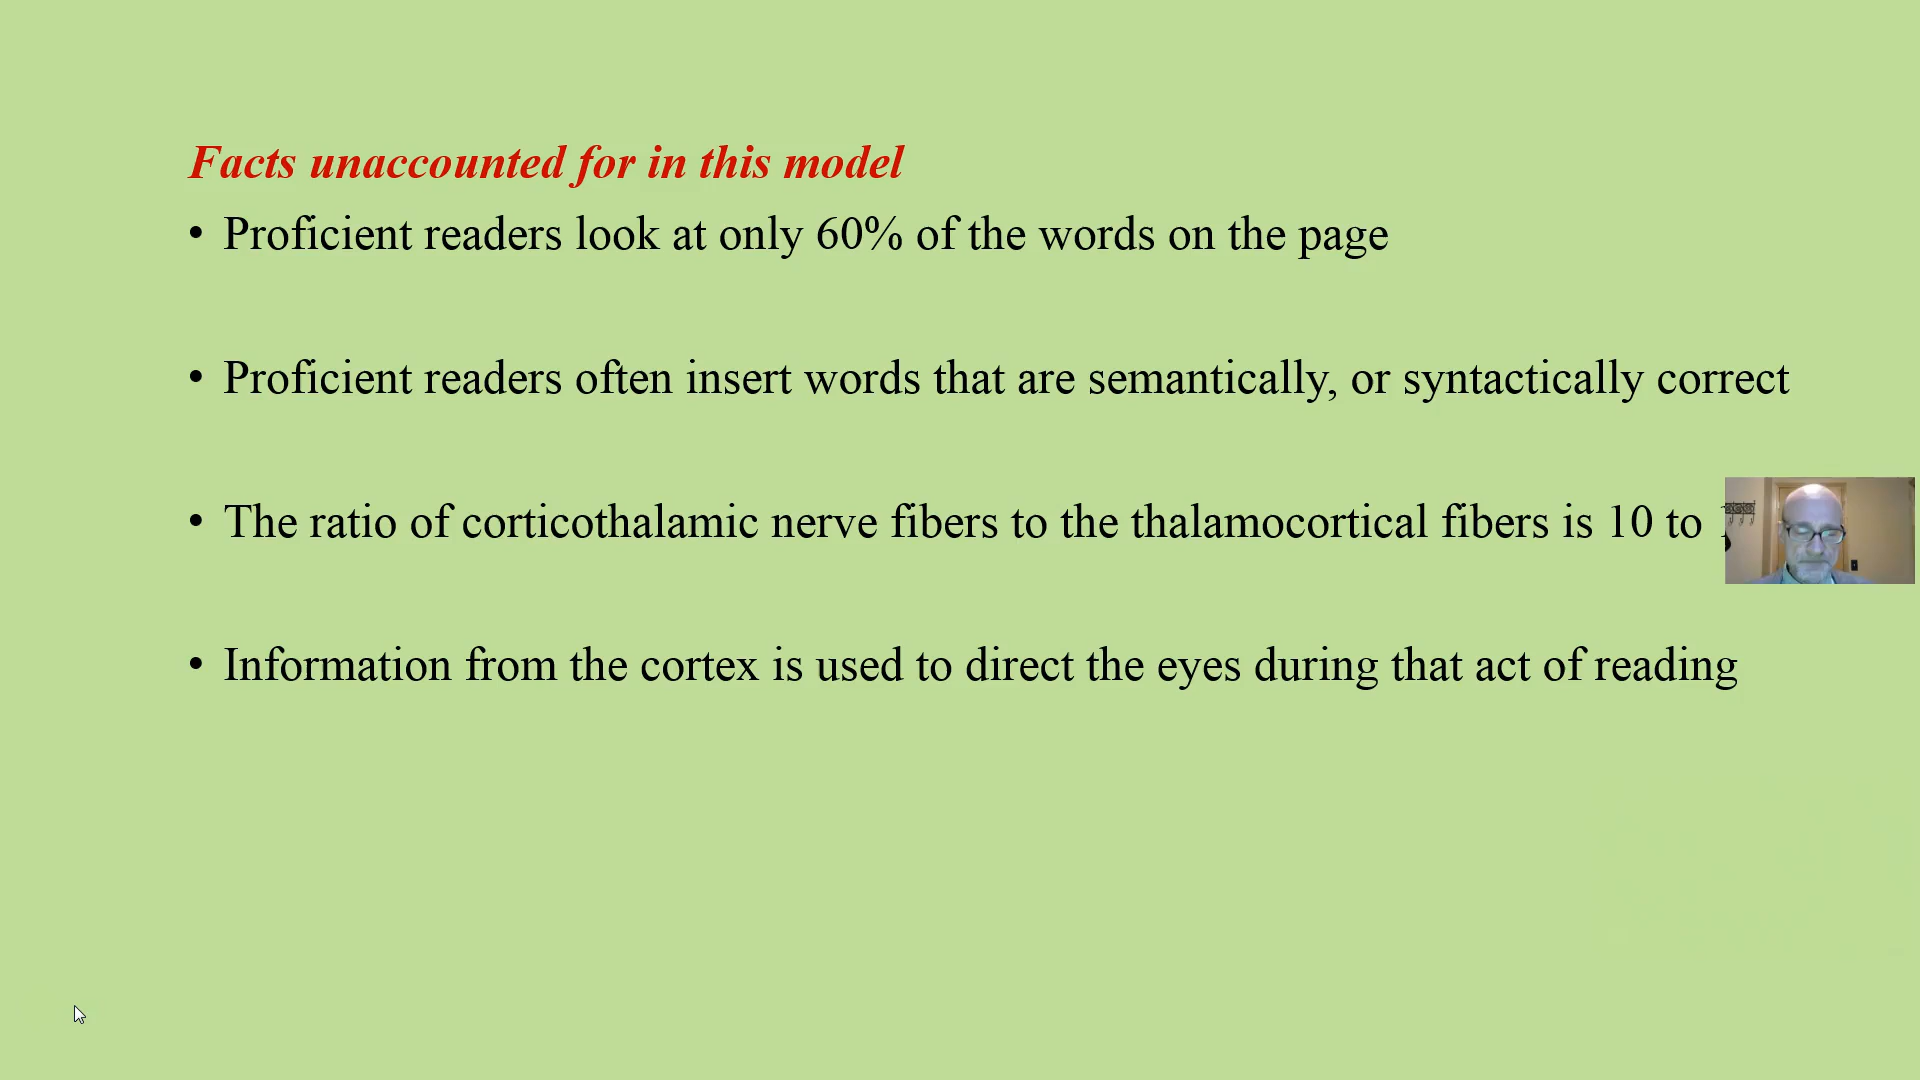 Facts unaccounted for in this model
• Proficient readers look at only 60% of the words on the page
• Proficient readers often insert words that are semantically, or syntactically correct
• The ratio of corticothalamic nerve fibers to the thalamocortical fibers is 10 to
• Information from the cortex is used to direct the eyes during that act of reading